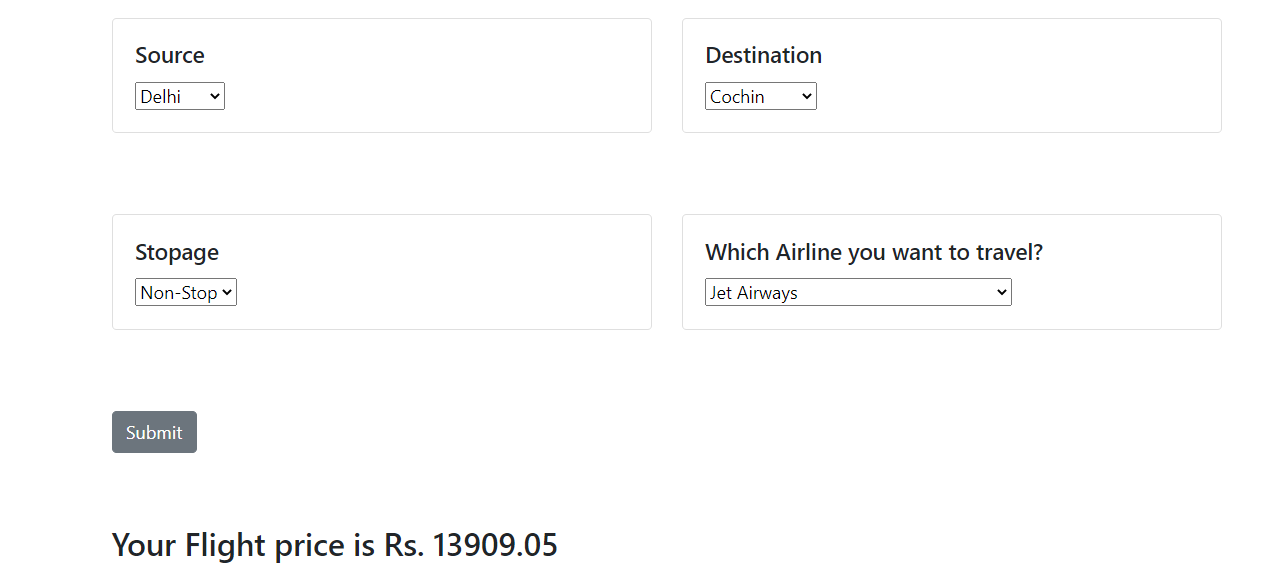 Source
Destination
Delhi
Cochin
Stopage
Which Airline you want to travel?
Non-Stop
Jet Airways
Submit
Your Flight price is Rs. 13909.05